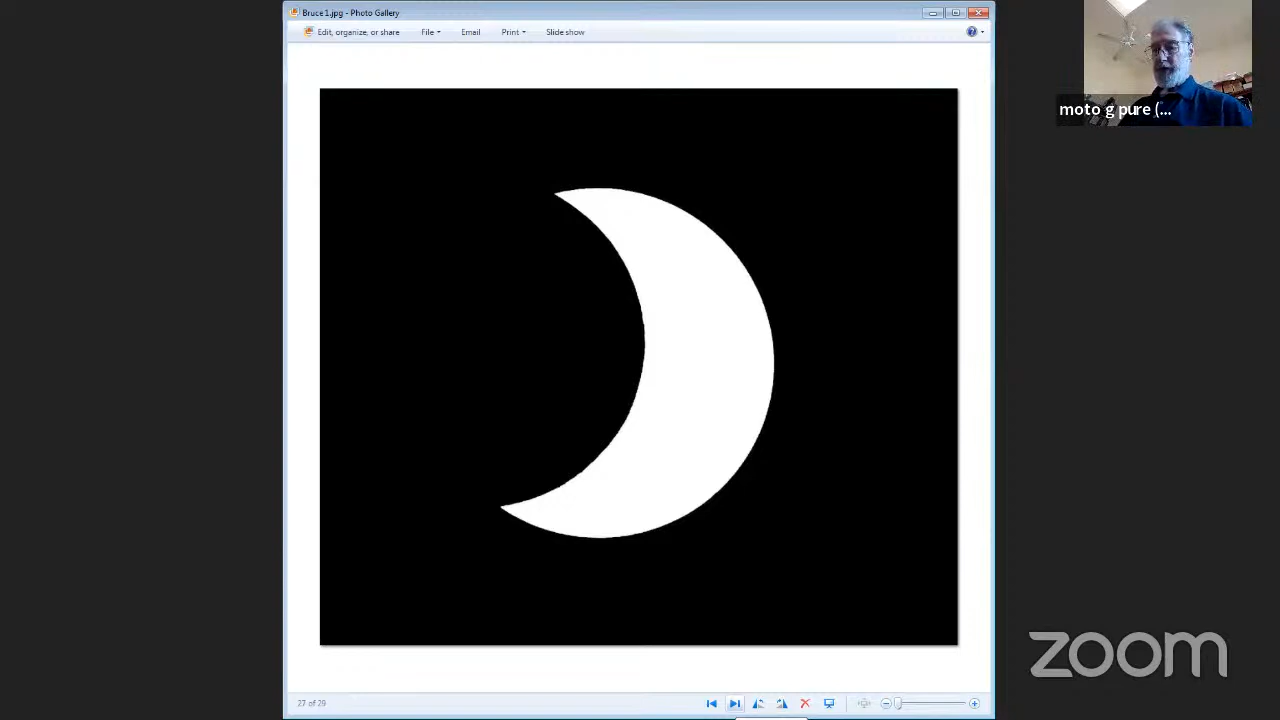 Bruce1.jpg - Photo Gallery
Edit, organize, or share File Email Print Slide show
moto g pure (...
zoom
27 of 29